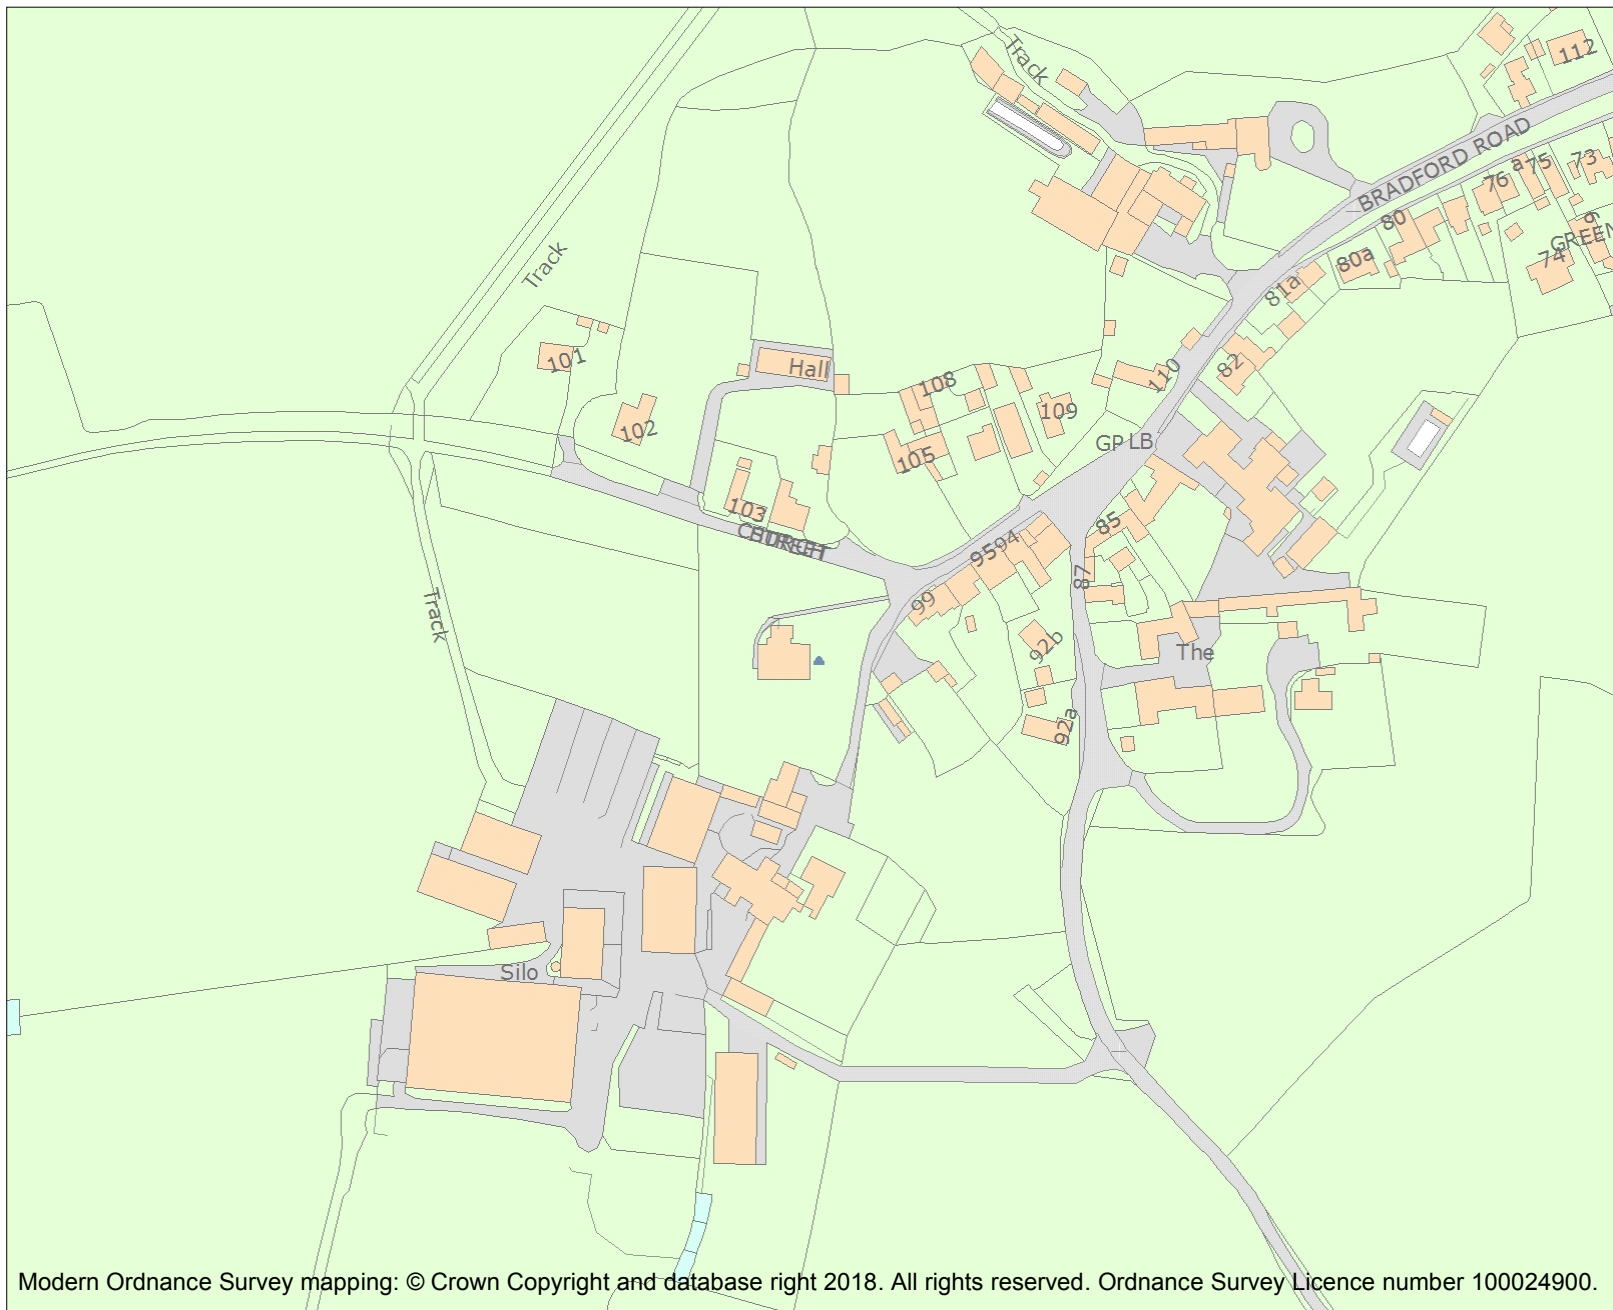 Track
112
BRADFORD ROAD
76
a
75
73
80
9
GREEN
74
80a
81a
Track
101
Hall
108
110
82
102
109
GP
LB
105
103
CHURCH
STREET
85
95
94
87
99
Track
92b
The
92a
Silo
Modern Ordnance Survey mapping: © Crown Copyright and database right 2018. All rights reserved. Ordnance Survey Licence number 100024900.